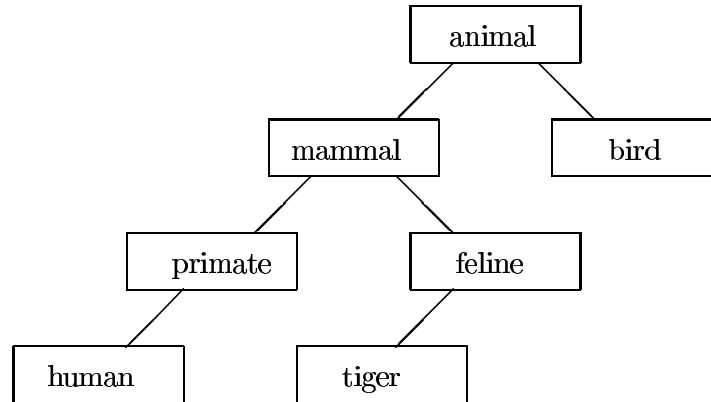 animal
mammal
bird
primate
feline
human
tiger